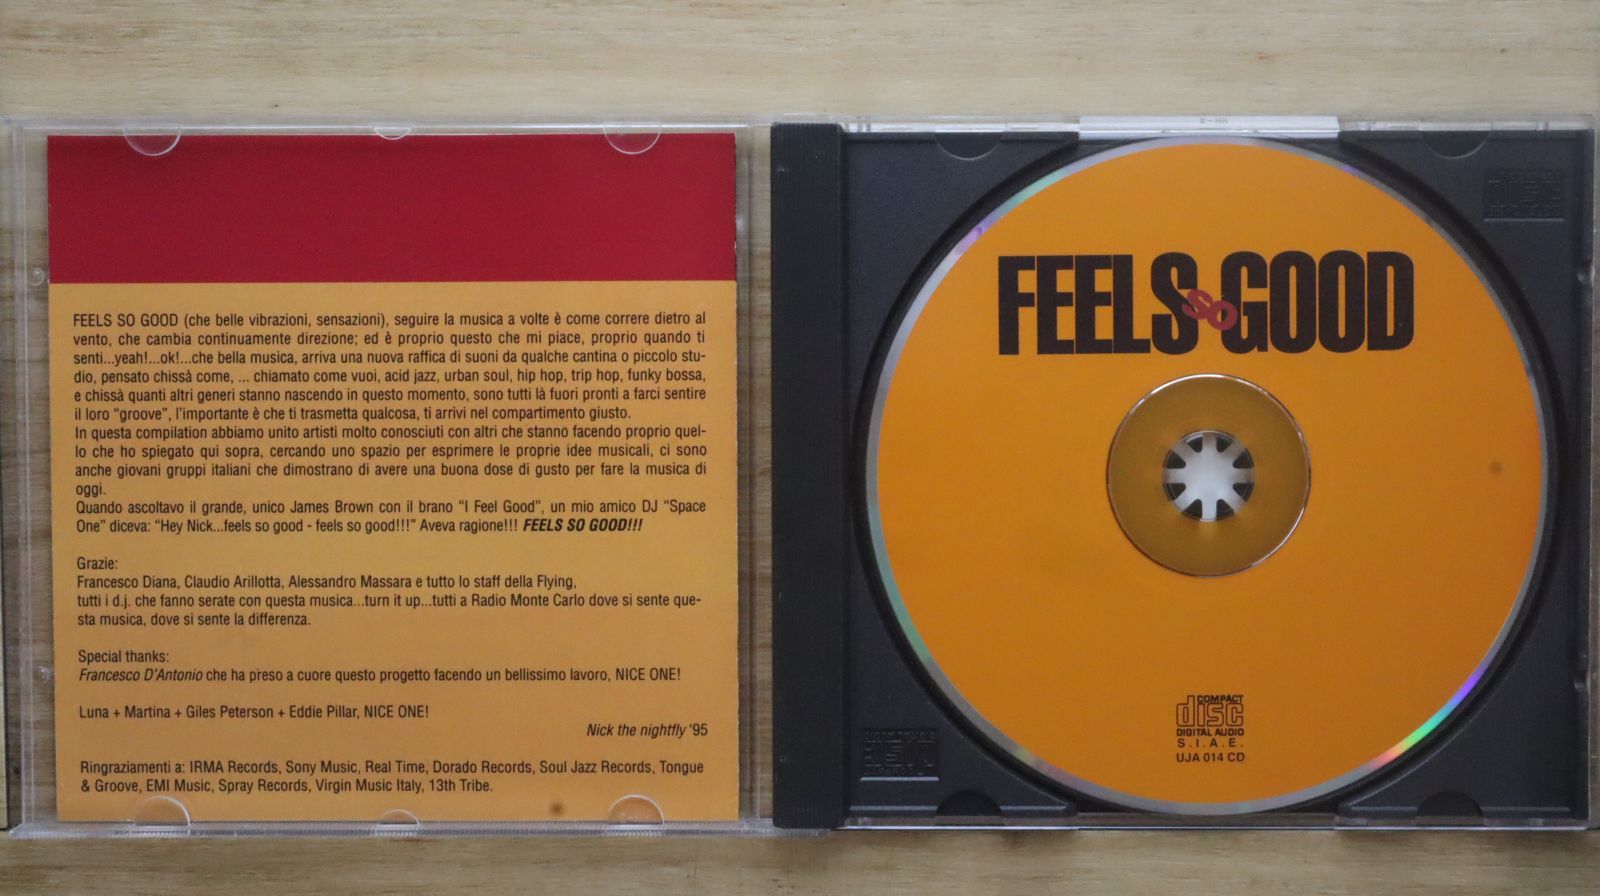 FEELS SO GOOD (che belle vibrazioni, sensazioni), seguire la musica a volte è come correre dietro al
vento, che cambia continuamente direzione; ed è proprio questo che mi piace, proprio quando ti
senti...yeah!...ok!...che bella musica, arriva una nuova raffica di suoni da qualche cantina o piccolo stu-
dio, pensato chissà come, ... chiamato come vuoi, acid jazz, urban soul, hip hop, trip hop, funky bossa,
e chissà quanti altri generi stanno nascendo in questo momento, sono tutti là fuori pronti a farci sentire
il loro “groove”, l’importante è che ti trasmetta qualcosa, ti arrivi nel compartimento giusto.
In questa compilation abbiamo unito artisti molto conosciuti con altri che stanno facendo proprio quel-
lo che ho spiegato qui sopra, cercando uno spazio per esprimere le proprie idee musicali, ci sono
anche giovani gruppi italiani che dimostrano di avere una buona dose di gusto per fare la musica di
oggi.
Quando ascoltavo il grande, unico James Brown con il brano “I Feel Good”, un mio amico DJ “Space
One” diceva: “Hey Nick...feels so good - feels so good!!!” Aveva ragione!!! FEELS SO GOOD!!!
Grazie:
Francesco Diana, Claudio Arillotta, Alessandro Massara e tutto lo staff della Flying,
tutti i d.j. che fanno serate con questa musica...turn it up...tutti a Radio Monte Carlo dove si sente que-
sta musica, dove si sente la differenza.
Special thanks:
Francesco D’Antonio che ha preso a cuore questo progetto facendo un bellissimo lavoro, NICE ONE!
Luna + Martina + Giles Peterson + Eddie Pillar, NICE ONE!
Nick the nightfly ‘95
Ringraziamenti a: IRMA Records, Sony Music, Real Time, Dorado Records, Soul Jazz Records, Tongue
& Groove, EMI Music, Spray Records, Virgin Music Italy, 13th Tribe.
FEELS SO GOOD
COMPACT
disc
DIGITAL AUDIO
S.I.A.E.
UJA 014 CD